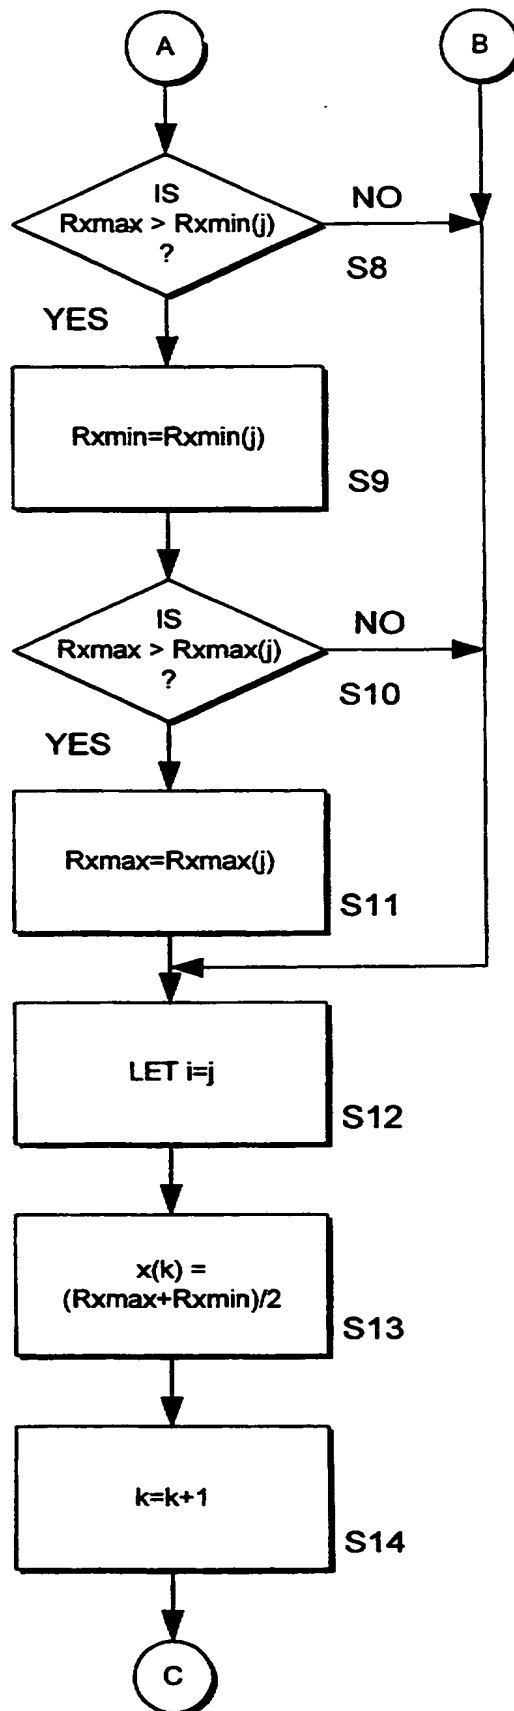 A
B
IS
Rxmax > Rxmin(j)
?
NO
S8
YES
Rxmin=Rxmin(j)
S9
IS
Rxmax > Rxmax(j)
?
NO
S10
YES
Rxmax=Rxmax(j)
S11
LET i=j
S12
x(k) =
(Rxmax+Rxmin)/2
S13
k=k+1
S14
C